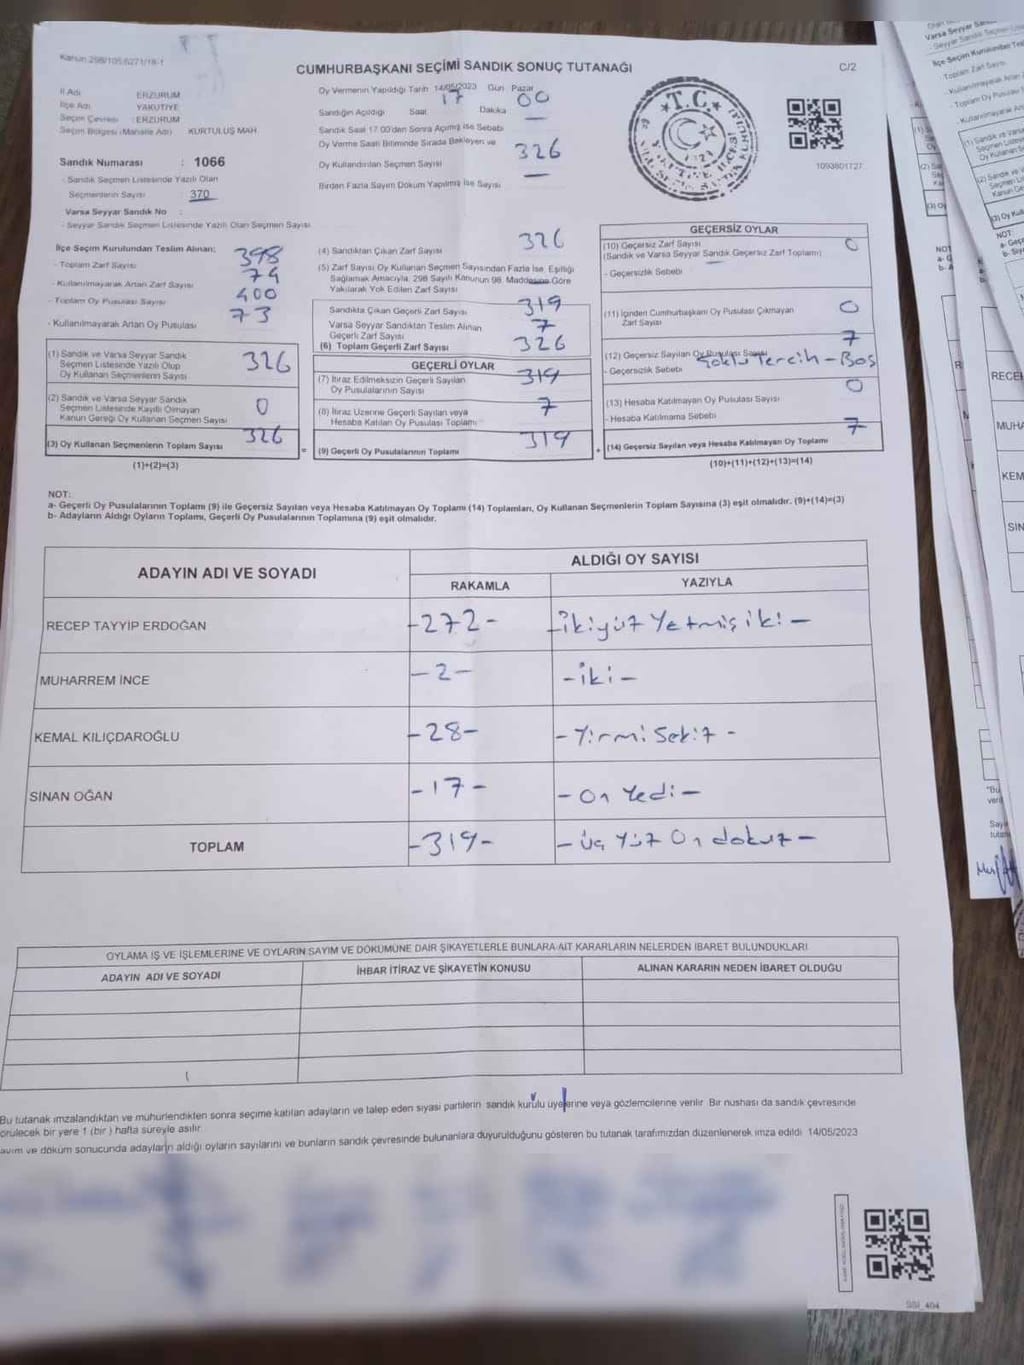 Kanun 298/105,6271/18-1
CUMHURBAŞKANI SEÇİMİ SANDIK SONUÇ TUTANAĞI
C/2
İl Adı : ERZURUM
İlçe Adı : YAKUTİYE
Seçim Çevresi : ERZURUM
Seçim Bölgesi (Mahalle Adı) KURTULUŞ MAH.
Sandık Numarası : 1066
- Sandık Seçmen Listesinde Yazılı Olan
Seçmenlerin Sayısı : 370
Varsa Seyyar Sandık No :
- Seyyar Sandık Seçmen Listesinde Yazılı Olan Seçmen Sayısı
Oy Vermenin Yapıldığı Tarih 14/05/2023 Gün Pazar
Sandığın Açıldığı Saat 17 Dakika 00
Sandık Saat 17.00'den Sonra Açılmış İse Sebebi —
Oy Verme Saati Bitiminde Sırada Bekleyen ve
Oy Kullandırılan Seçmen Sayısı 326
Birden Fazla Sayım Döküm Yapılmış İse Sayısı —
T.C.
1093801727
İlçe Seçim Kurulundan Teslim Alınan;
- Toplam Zarf Sayısı 398
- Kullanılmayarak Artan Zarf Sayısı 74
- Toplam Oy Pusulası Sayısı 400
- Kullanılmayarak Artan Oy Pusulası 73
(1) Sandık ve Varsa Seyyar Sandık
Seçmen Listesinde Yazılı Olup
Oy Kullanan Seçmenlerin Sayısı 326
(2) Sandık ve Varsa Seyyar Sandık
Seçmen Listesinde Kayıtlı Olmayan
Kanun Gereği Oy Kullanan Seçmen Sayısı 0
(3) Oy Kullanan Seçmenlerin Toplam Sayısı 326
(1)+(2)=(3)
(4) Sandıktan Çıkan Zarf Sayısı 326
(5) Zarf Sayısı Oy Kullanan Seçmen Sayısından Fazla İse, Eşitliği
Sağlamak Amacıyla, 298 Sayılı Kanunun 98. Maddesine Göre
Yakılarak Yok Edilen Zarf Sayısı —
Sandıkta Çıkan Geçerli Zarf Sayısı 319
Varsa Seyyar Sandıktan Teslim Alınan
Geçerli Zarf Sayısı 7
(6) Toplam Geçerli Zarf Sayısı 326
GEÇERLİ OYLAR
(7) İtiraz Edilmeksizin Geçerli Sayılan
Oy Pusulalarının Sayısı 319
(8) İtiraz Üzerine Geçerli Sayılan veya
Hesaba Katılan Oy Pusulası Toplamı 7
(9) Geçerli Oy Pusulalarının Toplamı 319
GEÇERSİZ OYLAR
(10) Geçersiz Zarf Sayısı 0
(Sandık ve Varsa Seyyar Sandık Geçersiz Zarf Toplamı)
- Geçersizlik Sebebi —
(11) İçinden Cumhurbaşkanı Oy Pusulası Çıkmayan
Zarf Sayısı 0
(12) Geçersiz Sayılan Oy Pusulası Sayısı 7
- Geçersizlik Sebebi Çoklu Tercih - Boş
(13) Hesaba Katılmayan Oy Pusulası Sayısı 0
- Hesaba Katılmama Sebebi
(14) Geçersiz Sayılan veya Hesaba Katılmayan Oy Toplamı 7
(10)+(11)+(12)+(13)=(14)
NOT:
a- Geçerli Oy Pusulalarının Toplamı (9) ile Geçersiz Sayılan veya Hesaba Katılmayan Oy Toplamı (14) Toplamları, Oy Kullanan Seçmenlerin Toplam Sayısına (3) eşit olmalıdır. (9)+(14)=(3)
b- Adayların Aldığı Oyların Toplamı, Geçerli Oy Pusulalarının Toplamına (9) eşit olmalıdır.
ADAYIN ADI VE SOYADI
ALDIĞI OY SAYISI
RAKAMLA YAZIYLA
RECEP TAYYİP ERDOĞAN -272- -ikiyüz Yetmiş iki-
MUHARREM İNCE -2- -iki-
KEMAL KILIÇDAROĞLU -28- -Yirmi Sekiz-
SİNAN OĞAN -17- -On Yedi-
TOPLAM -319- -üç Yüz On dokuz-
OYLAMA İŞ VE İŞLEMLERİNE VE OYLARIN SAYIM VE DÖKÜMÜNE DAİR ŞİKAYETLERLE BUNLARA AİT KARARLARIN NELERDEN İBARET BULUNDUKLARI
ADAYIN ADI VE SOYADI İHBAR İTİRAZ VE ŞİKAYETİN KONUSU ALINAN KARARIN NEDEN İBARET OLDUĞU
Bu tutanak imzalandıktan ve mühürlendikten sonra seçime katılan adayların ve talep eden siyasi partilerin sandık kurulu üyelerine veya gözlemcilerine verilir. Bir nüshası da sandık çevresinde
görülecek bir yere 1 (bir) hafta süreyle asılır.
Sayım ve döküm sonucunda adayların aldığı oyların sayılarını ve bunların sandık çevresinde bulunanlara duyurulduğunu gösteren bu tutanak tarafımızdan düzenlenerek imza edildi. 14/05/2023
SSI_404